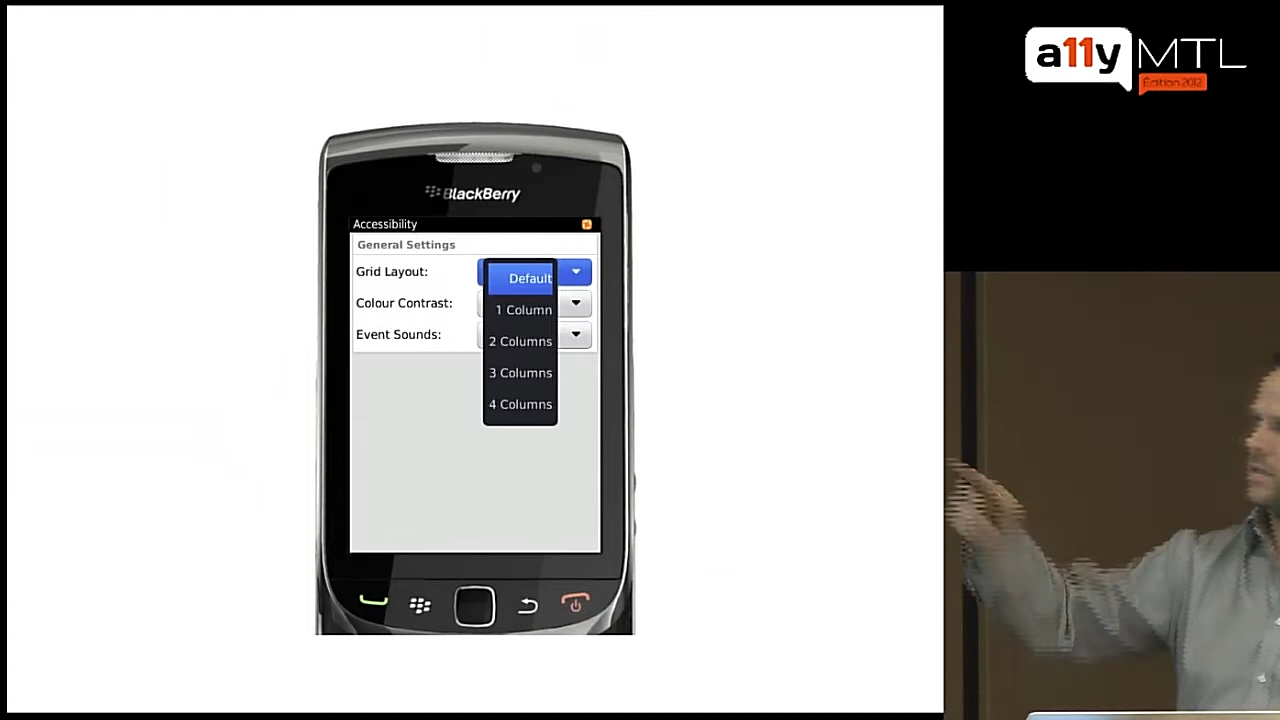 a11y MTL
Édition 2012
BlackBerry
Accessibility
General Settings
Grid Layout:
Default
1 Column
Colour Contrast:
2 Columns
Event Sounds:
3 Columns
4 Columns